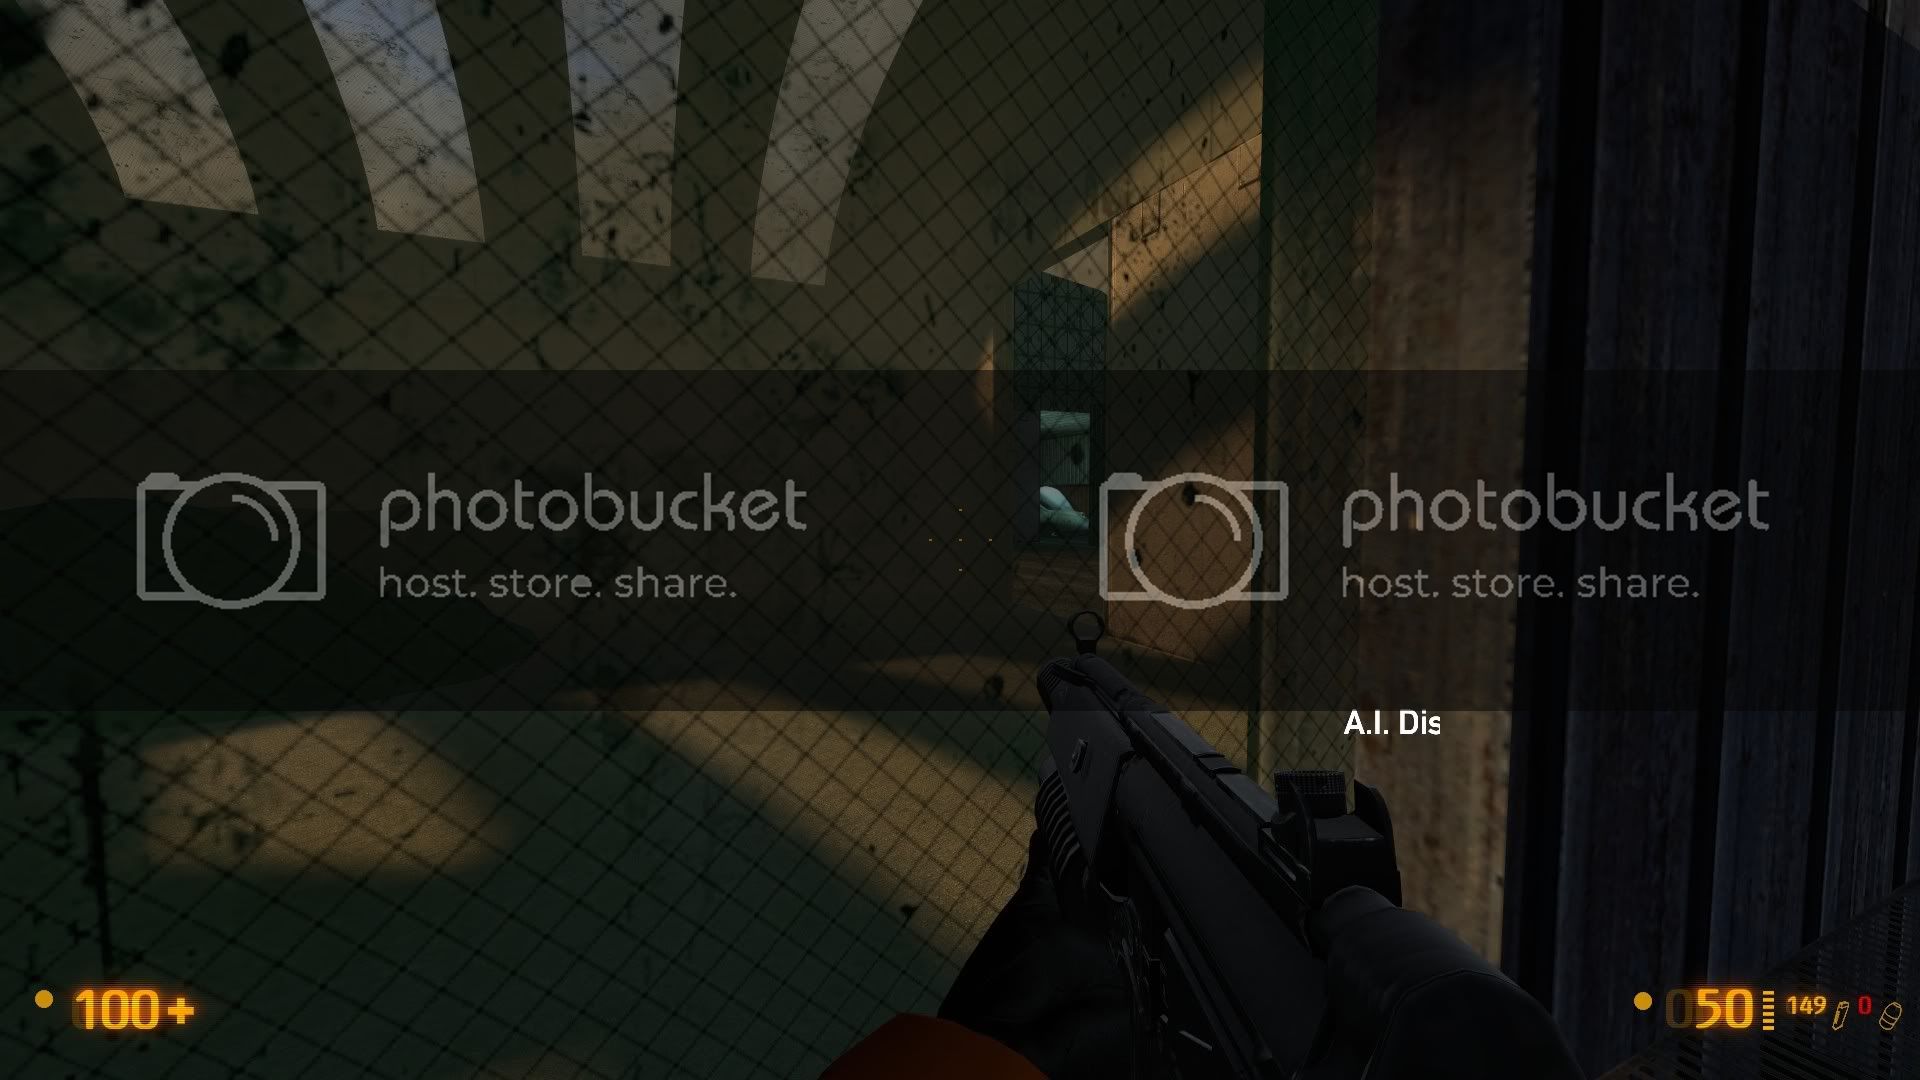 photobucket
host. store. share.
photobucket
host. store. share.
A.I. Dis
100+
050 149 0